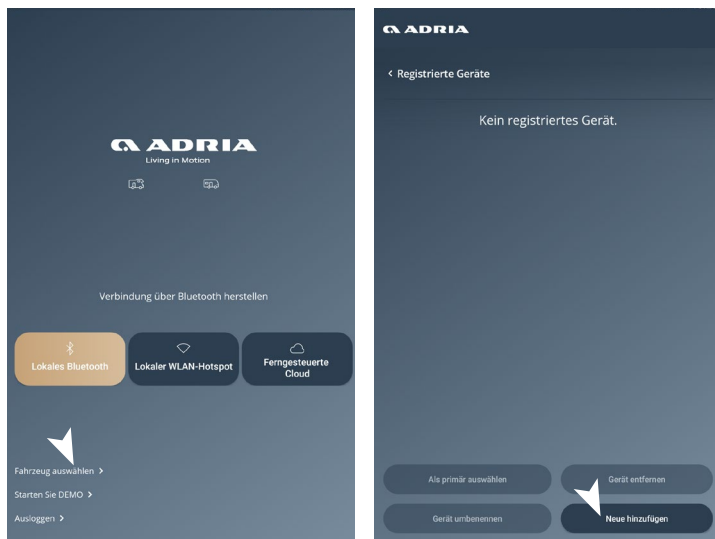 ADRIA
Living in Motion
Verbindung über Bluetooth herstellen
Lokales Bluetooth
Lokaler WLAN-Hotspot
Ferngesteuerte
Cloud
Fahrzeug auswählen >
Starten Sie DEMO >
Ausloggen >
ADRIA
< Registrierte Geräte
Kein registriertes Gerät.
Als primär auswählen
Gerät entfernen
Gerät umbenennen
Neue hinzufügen